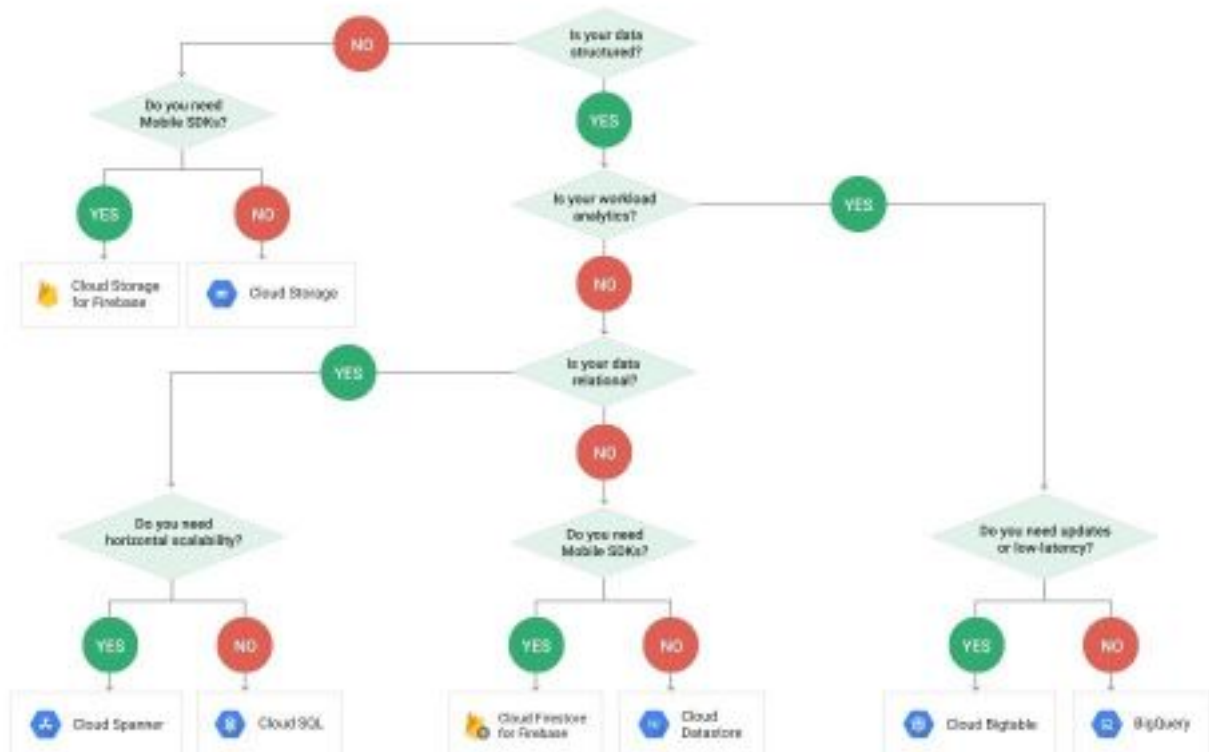 Is your data
structured?
NO
Do you need
Mobile SDKs?
YES
Is your workload
analytics?
YES
YES
NO
NO
Cloud Storage
for Firebase
Cloud Storage
Is your data
relational?
YES
NO
Do you need
horizontal scalability?
Do you need
Mobile SDKs?
Do you need updates
or low-latency?
YES
NO
YES
NO
YES
NO
Cloud Spanner
Cloud SQL
Cloud Firestore
for Firebase
Cloud
Datastore
Cloud Bigtable
BigQuery